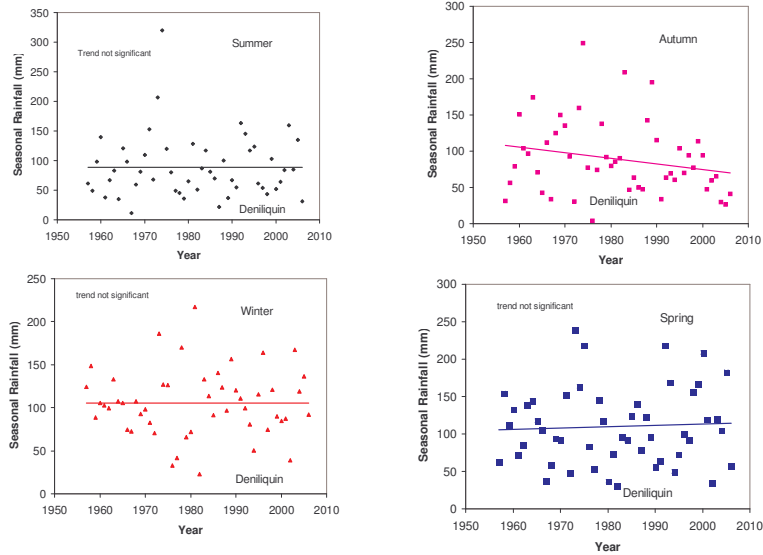 350
300
250
200
150
100
50
0
Seasonal Rainfall (mm)
Summer
Trend not significant
Deniliquin
1950 1960 1970 1980 1990 2000 2010
Year
300
250
200
150
100
50
0
Seasonal Rainfall (mm)
Autumn
Deniliquin
1950 1960 1970 1980 1990 2000 2010
Year
250
200
150
100
50
0
Seasonal Rainfall (mm)
trend not significant
Winter
Deniliquin
1950 1960 1970 1980 1990 2000 2010
Year
300
250
200
150
100
50
0
Seasonal Rainfall (mm)
trend not significant
Spring
Deniliquin
1950 1960 1970 1980 1990 2000 2010
Year